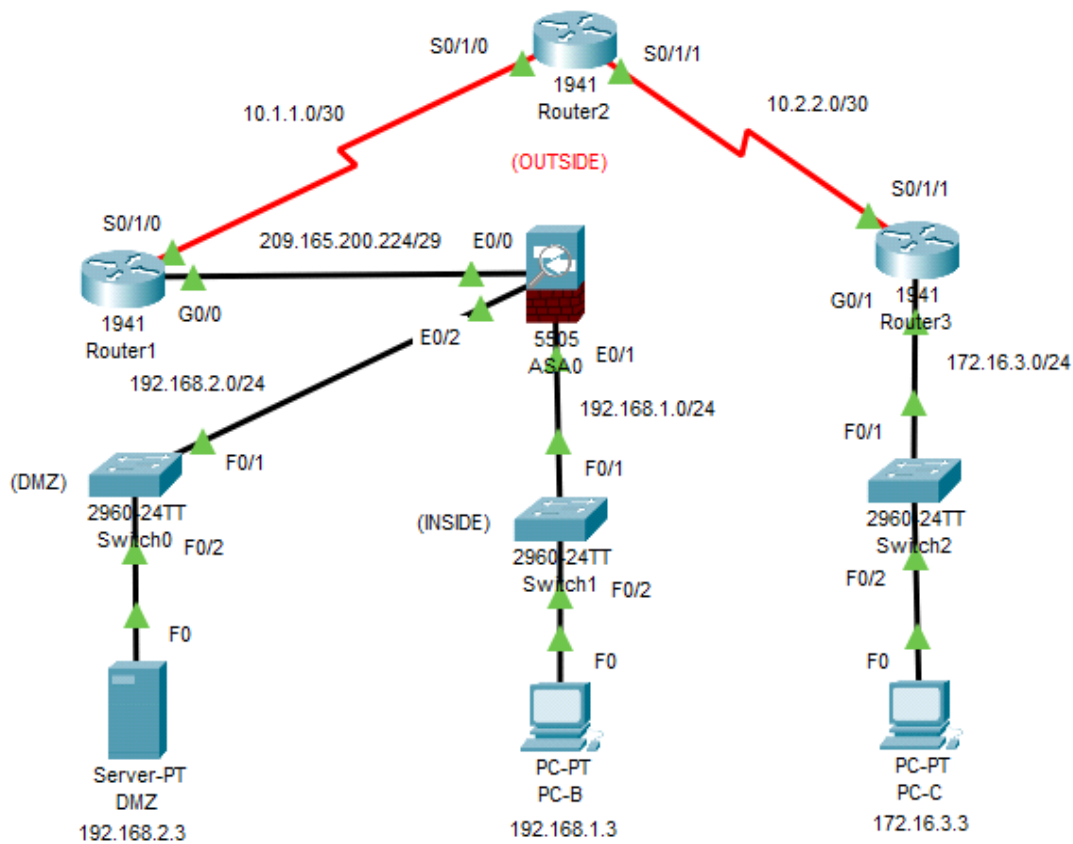 S0/1/0
S0/1/1
1941
Router2
10.1.1.0/30
10.2.2.0/30
(OUTSIDE)
S0/1/0
S0/1/1
209.165.200.224/29
E0/0
1941
Router1
G0/0
E0/2
5505
ASA0
E0/1
G0/1
1941
Router3
192.168.2.0/24
172.16.3.0/24
192.168.1.0/24
F0/1
F0/1
F0/1
(DMZ)
2960-24TT
Switch0
(INSIDE)
2960-24TT
Switch1
2960-24TT
Switch2
F0/2
F0/2
F0/2
F0
F0
F0
Server-PT
DMZ
192.168.2.3
PC-PT
PC-B
192.168.1.3
PC-PT
PC-C
172.16.3.3